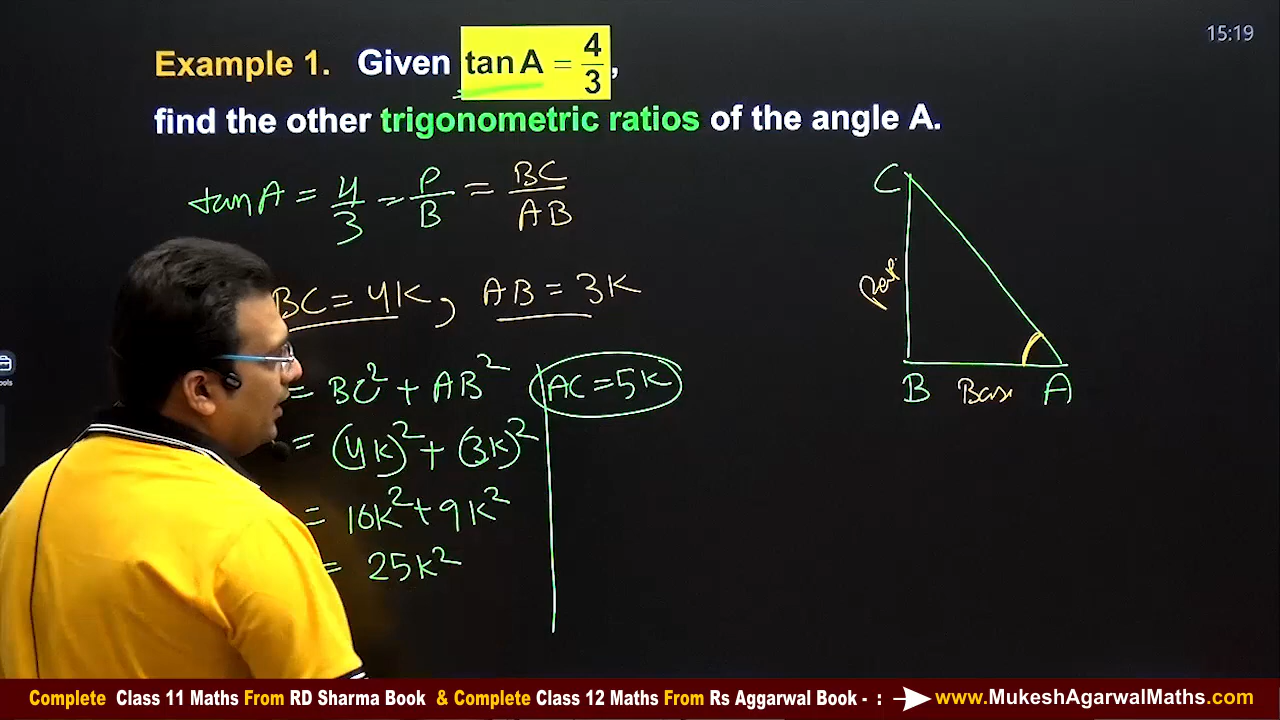 15:19
Example 1. Given tan A = 4/3,
find the other trigonometric ratios of the angle A.
tan A = 4/3 = P/B = BC/AB
BC = 4K, AB = 3K
= BC² + AB²
= (4K)² + (3K)²
= 16K² + 9K²
= 25K²
AC = 5K
C
Per.
B Base A
ools
Complete Class 11 Maths From RD Sharma Book & Complete Class 12 Maths From Rs Aggarwal Book - : www.MukeshAgarwalMaths.com